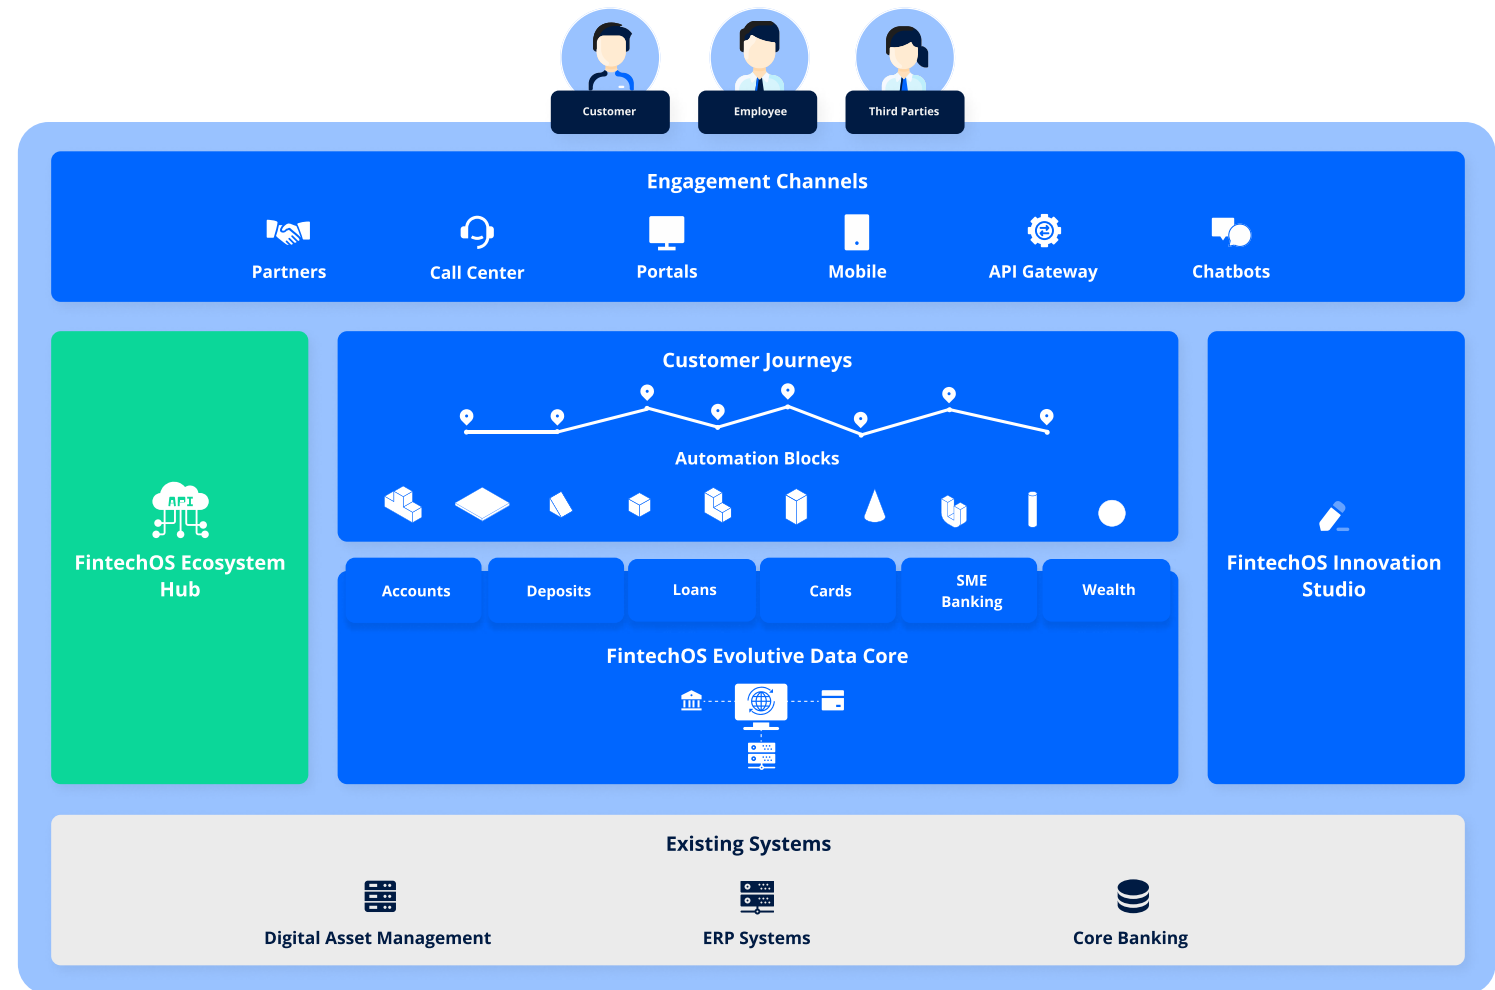 Customer
Employee
Third Parties
Engagement Channels
Partners
Call Center
Portals
Mobile
API Gateway
Chatbots
Customer Journeys
Automation Blocks
API
FintechOS Ecosystem
Hub
FintechOS Innovation
Studio
Accounts
Deposits
Loans
Cards
SME
Banking
Wealth
FintechOS Evolutive Data Core
Existing Systems
Digital Asset Management
ERP Systems
Core Banking